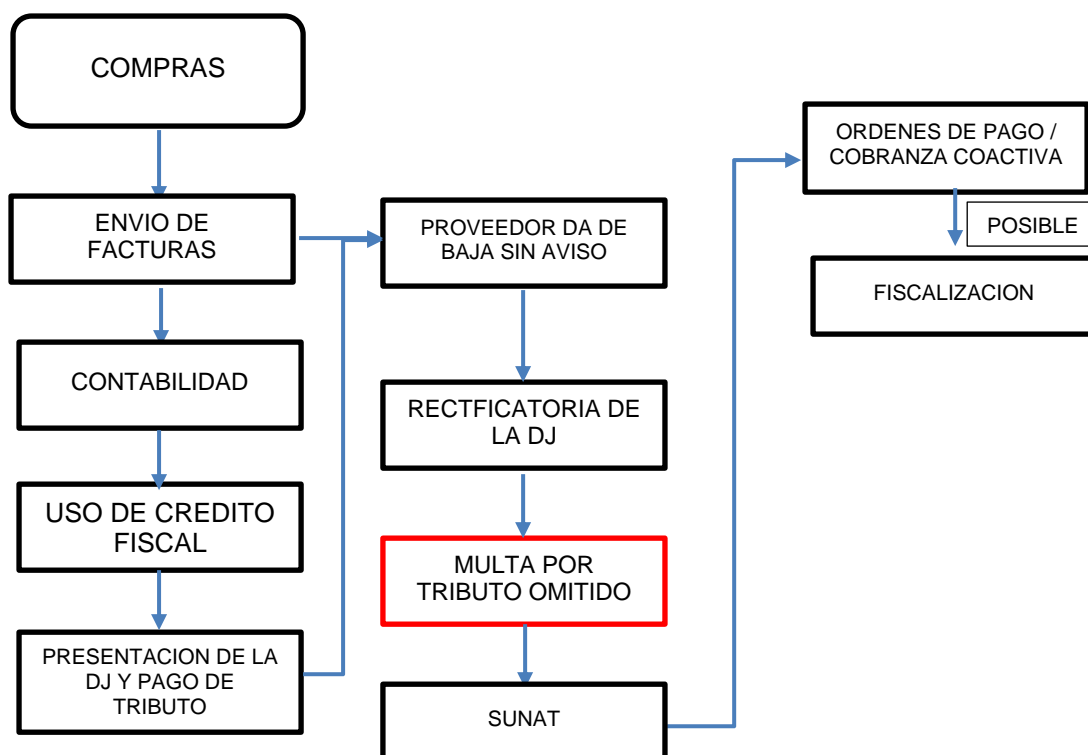 COMPRAS
ENVIO DE
FACTURAS
CONTABILIDAD
USO DE CREDITO
FISCAL
PRESENTACION DE LA
DJ Y PAGO DE
TRIBUTO
PROVEEDOR DA DE
BAJA SIN AVISO
RECTFICATORIA DE
LA DJ
MULTA POR
TRIBUTO OMITIDO
SUNAT
ORDENES DE PAGO /
COBRANZA COACTIVA
POSIBLE
FISCALIZACION